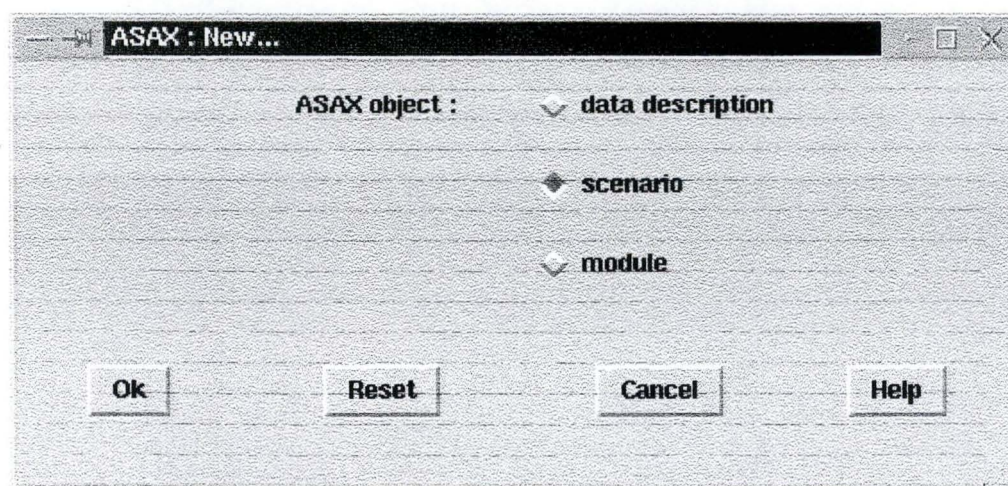 ASAX : New...
ASAX object :
data description
scenario
module
Ok
Reset
Cancel
Help